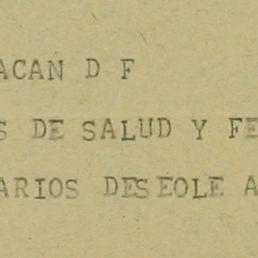 ACAN D F
S DE SALUD Y FE
ARIOS DESEOLE A